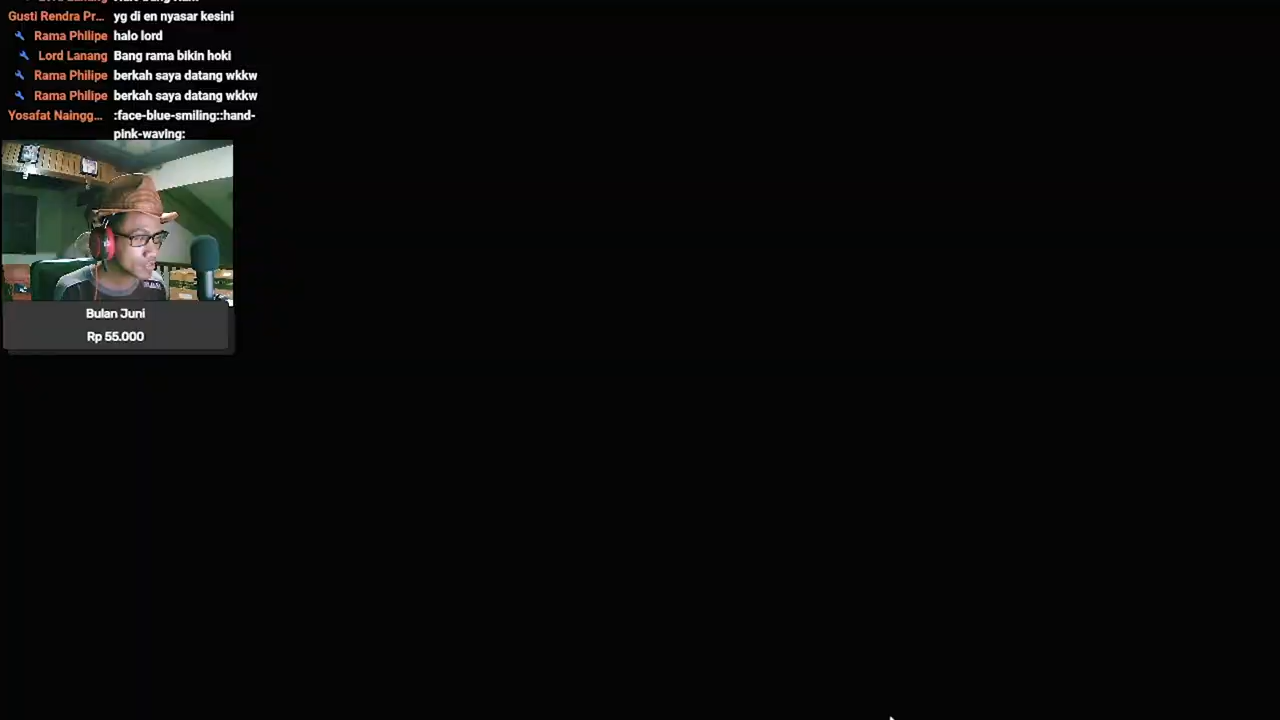 Gusti Rendra Pr... yg di en nyasar kesini
Rama Philipe halo lord
Lord Lanang Bang rama bikin hoki
Rama Philipe berkah saya datang wkkw
Rama Philipe berkah saya datang wkkw
Yosafat Naingg... :face-blue-smiling::hand-
pink-waving:
Bulan Juni
Rp 55.000